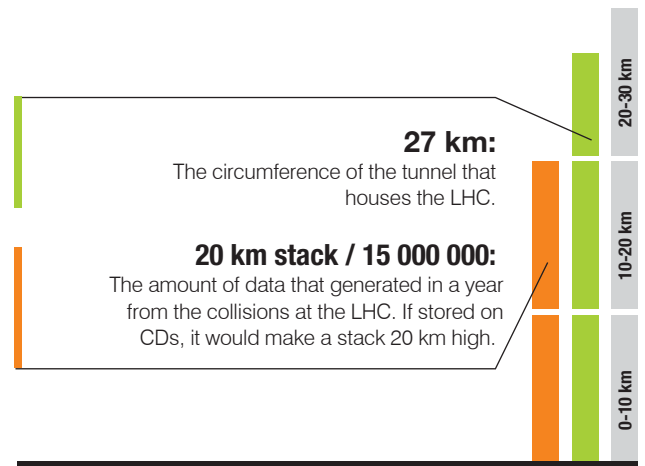 27 km:
The circumference of the tunnel that
houses the LHC.
20 km stack / 15 000 000:
The amount of data that generated in a year
from the collisions at the LHC. If stored on
CDs, it would make a stack 20 km high.
20-30 km
10-20 km
0-10 km